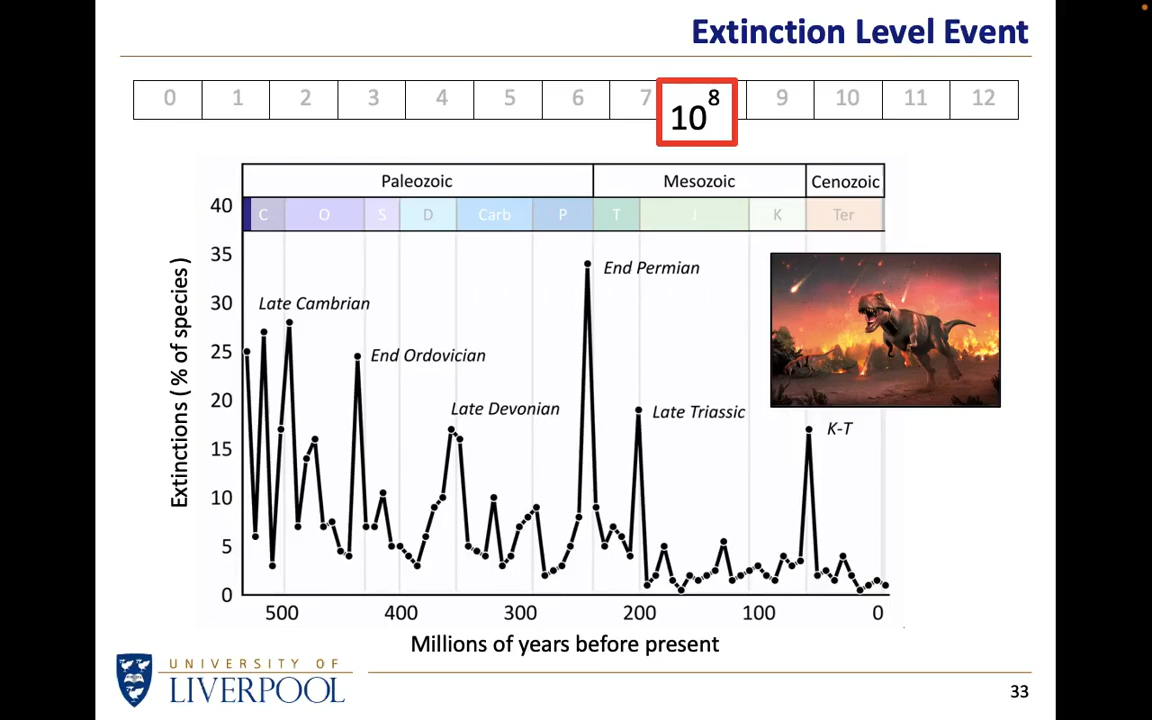 Extinction Level Event
0 1 2 3 4 5 6 7 10^8 9 10 11 12
Paleozoic Mesozoic Cenozoic
C O S D Carb P T J K Ter
40
35
30
25
20
15
10
5
0
Extinctions (% of species)
Late Cambrian
End Ordovician
Late Devonian
End Permian
Late Triassic
K-T
500 400 300 200 100 0
Millions of years before present
UNIVERSITY OF
LIVERPOOL
33